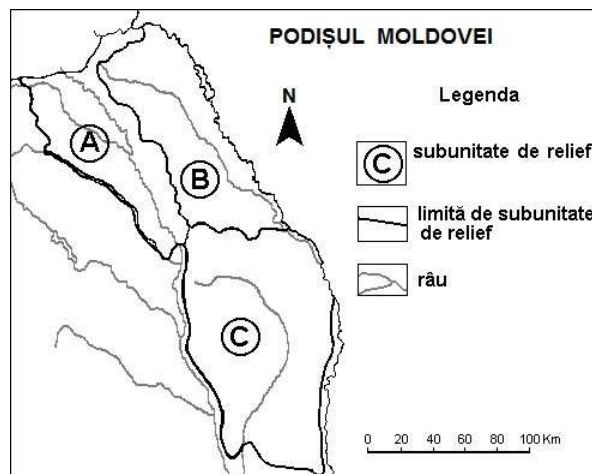 PODIȘUL MOLDOVEI
N
Legenda
A
B
C
C
subunitate de relief
limită de subunitate
de relief
râu
0 20 40 60 80 100 Km